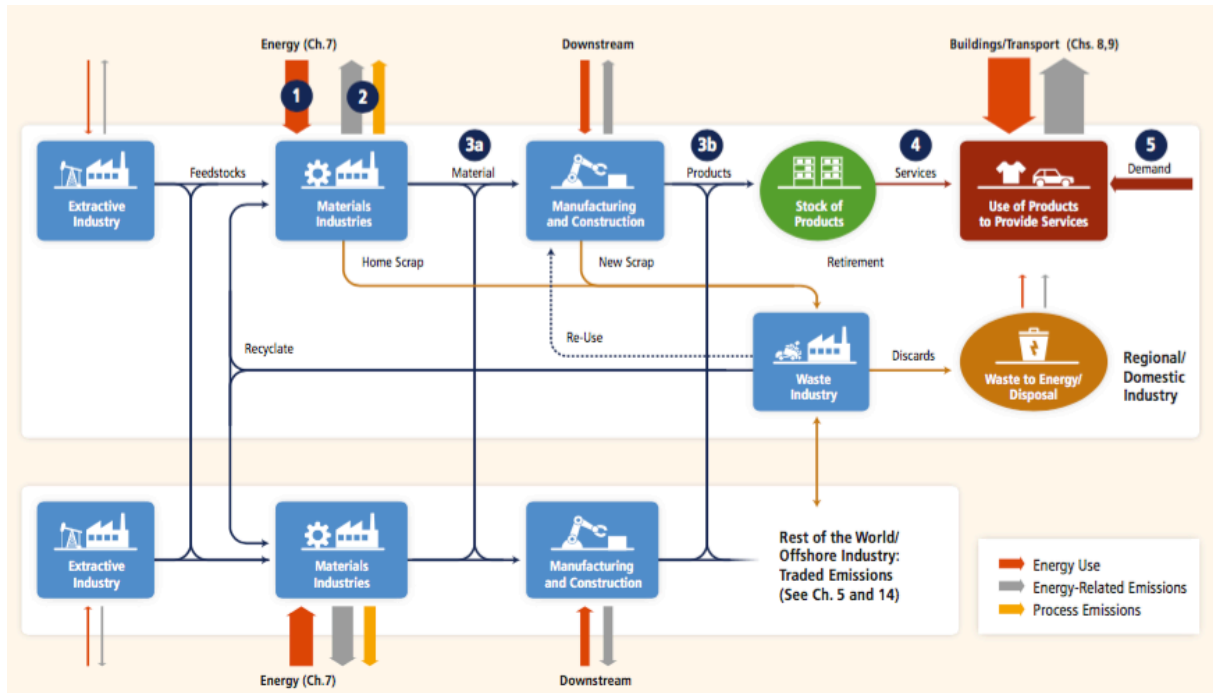 Energy (Ch.7)
Downstream
Buildings/Transport (Chs. 8,9)
1
2
3a
3b
4
5
Extractive
Industry
Feedstocks
Materials
Industries
Material
Manufacturing
and Construction
Products
Stock of
Products
Services
Use of Products
to Provide Services
Demand
Home Scrap
New Scrap
Retirement
Recyclate
Re-Use
Waste
Industry
Discards
Waste to Energy/
Disposal
Regional/
Domestic
Industry
Extractive
Industry
Materials
Industries
Manufacturing
and Construction
Rest of the World/
Offshore Industry:
Traded Emissions
(See Ch. 5 and 14)
Energy Use
Energy-Related Emissions
Process Emissions
Energy (Ch.7)
Downstream